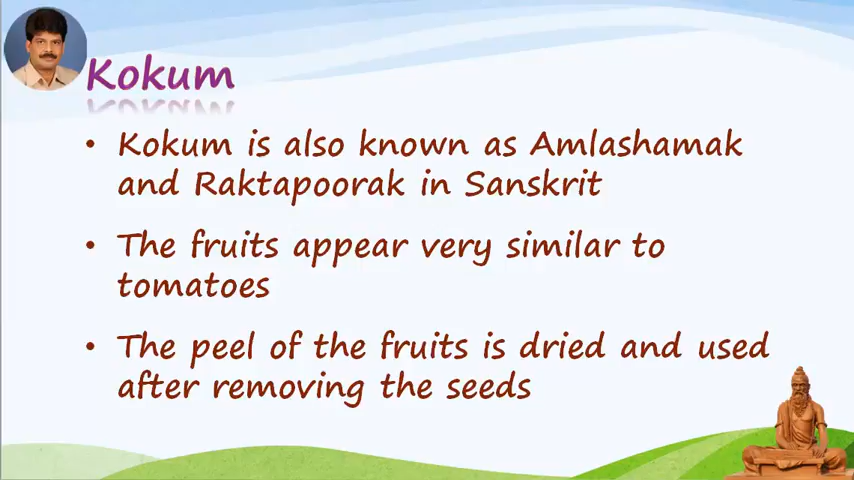 Kokum
• Kokum is also known as Amlashamak
and Raktapoorak in Sanskrit
• The fruits appear very similar to
tomatoes
• The peel of the fruits is dried and used
after removing the seeds